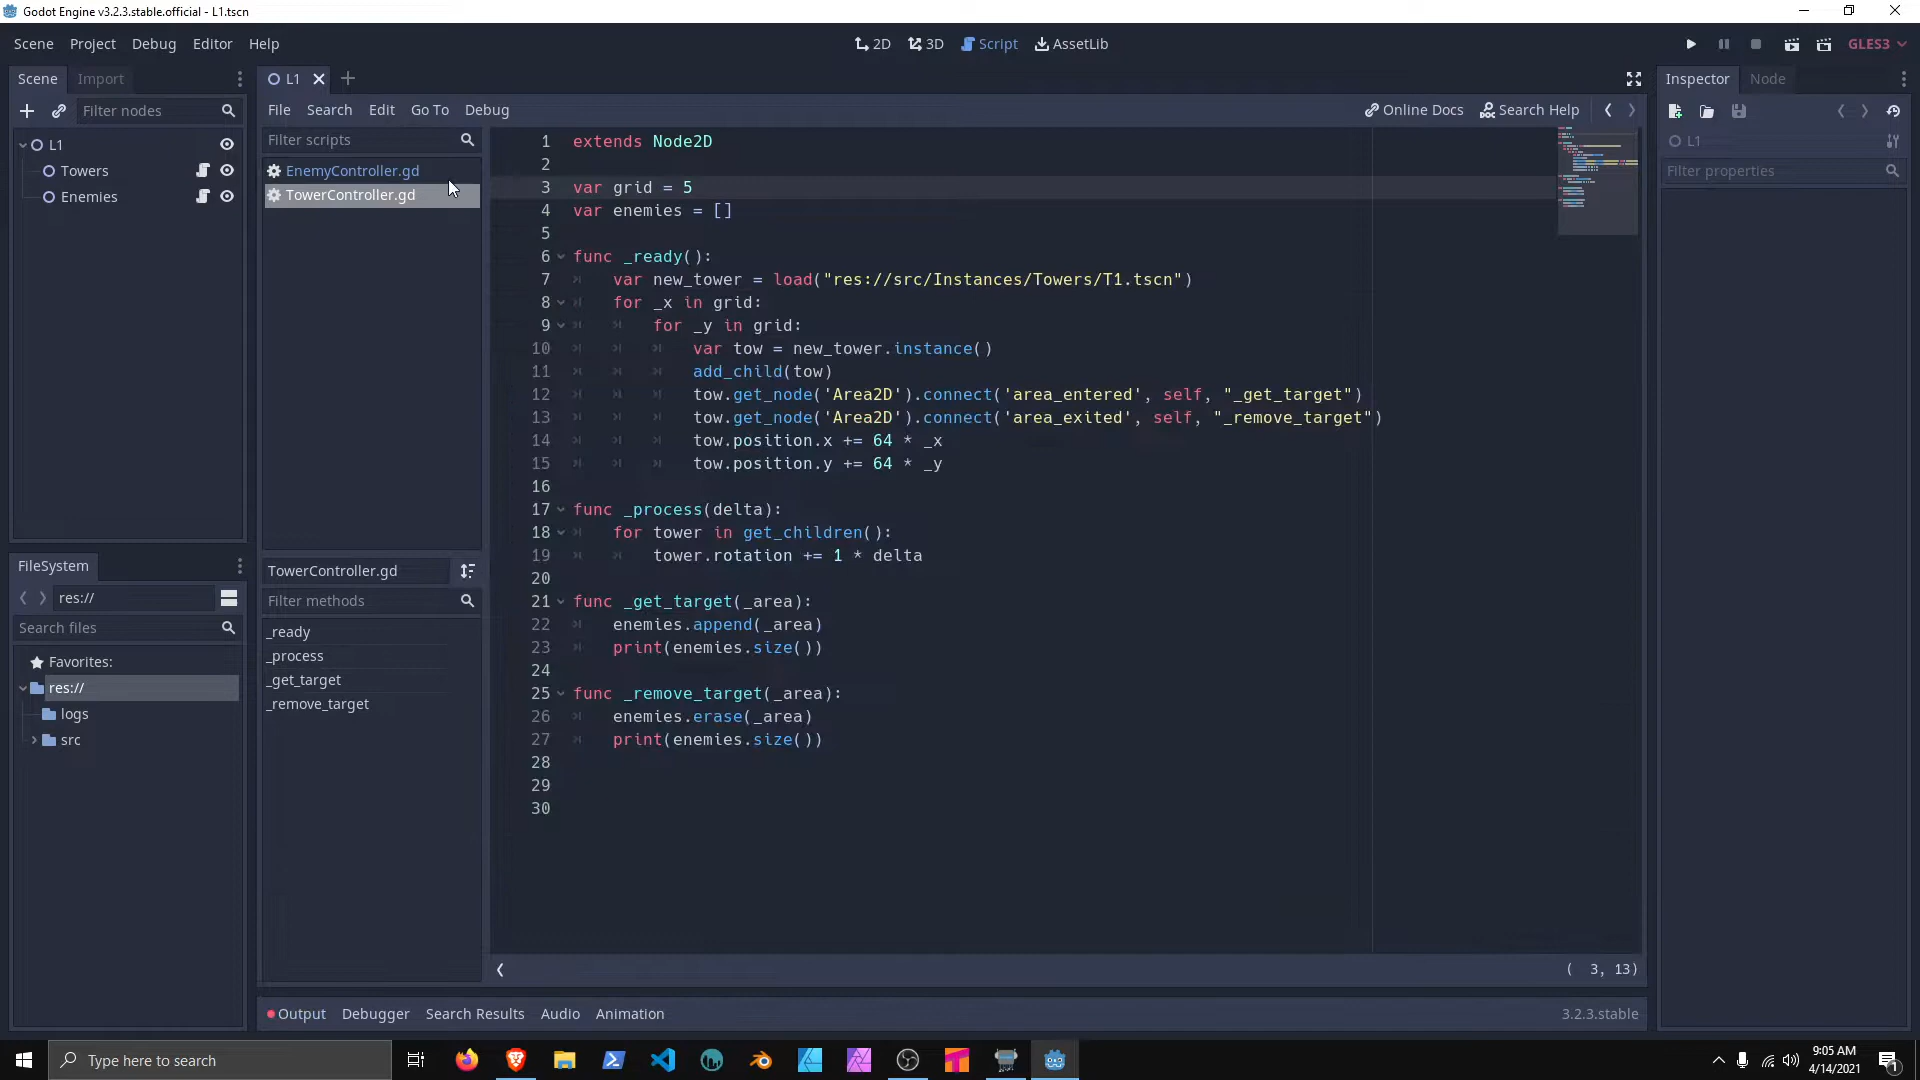 Godot Engine v3.2.3.stable.official - L1.tscn
Scene Project Debug Editor Help
2D 3D Script AssetLib
GLES3
Scene Import
L1
Inspector Node
Filter nodes
File Search Edit Go To Debug
Online Docs Search Help
L1
Towers
Enemies
Filter scripts
EnemyController.gd
TowerController.gd
L1
Filter properties
1 extends Node2D
2
3 var grid = 5
4 var enemies = []
5
6 func _ready():
7 var new_tower = load("res://src/Instances/Towers/T1.tscn")
8 for _x in grid:
9 for _y in grid:
10 var tow = new_tower.instance()
11 add_child(tow)
12 tow.get_node('Area2D').connect('area_entered', self, "_get_target")
13 tow.get_node('Area2D').connect('area_exited', self, "_remove_target")
14 tow.position.x += 64 * _x
15 tow.position.y += 64 * _y
16
17 func _process(delta):
18 for tower in get_children():
19 tower.rotation += 1 * delta
20
21 func _get_target(_area):
22 enemies.append(_area)
23 print(enemies.size())
24
25 func _remove_target(_area):
26 enemies.erase(_area)
27 print(enemies.size())
28
29
30
FileSystem
res://
Search files
Favorites:
res://
logs
src
TowerController.gd
Filter methods
_ready
_process
_get_target
_remove_target
( 3, 13)
Output Debugger Search Results Audio Animation
3.2.3.stable
Type here to search
9:05 AM
4/14/2021
1